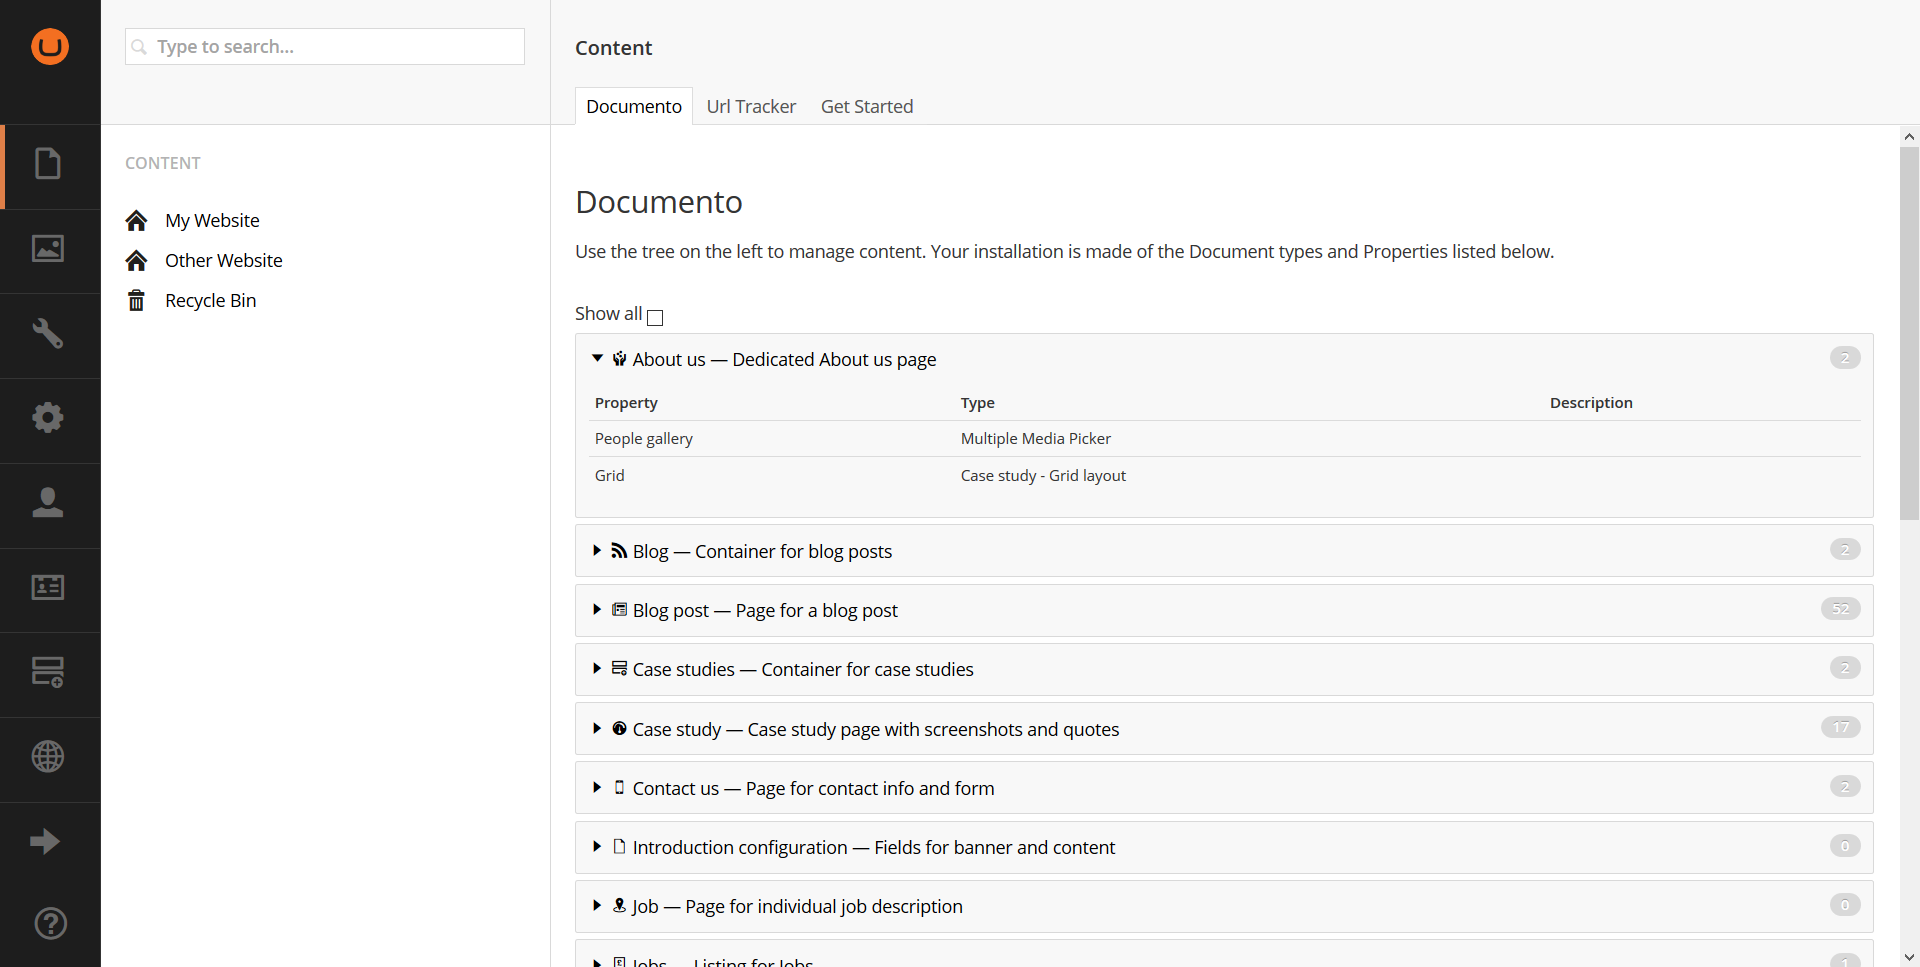 Type to search...
Content
Documento Url Tracker Get Started
CONTENT
My Website
Other Website
Recycle Bin
Documento
Use the tree on the left to manage content. Your installation is made of the Document types and Properties listed below.
Show all
About us — Dedicated About us page 2
Property Type Description
People gallery Multiple Media Picker
Grid Case study - Grid layout
Blog — Container for blog posts 2
Blog post — Page for a blog post 52
Case studies — Container for case studies 2
Case study — Case study page with screenshots and quotes 17
Contact us — Page for contact info and form 2
Introduction configuration — Fields for banner and content 0
Job — Page for individual job description 0
Jobs — Listing for Jobs 1